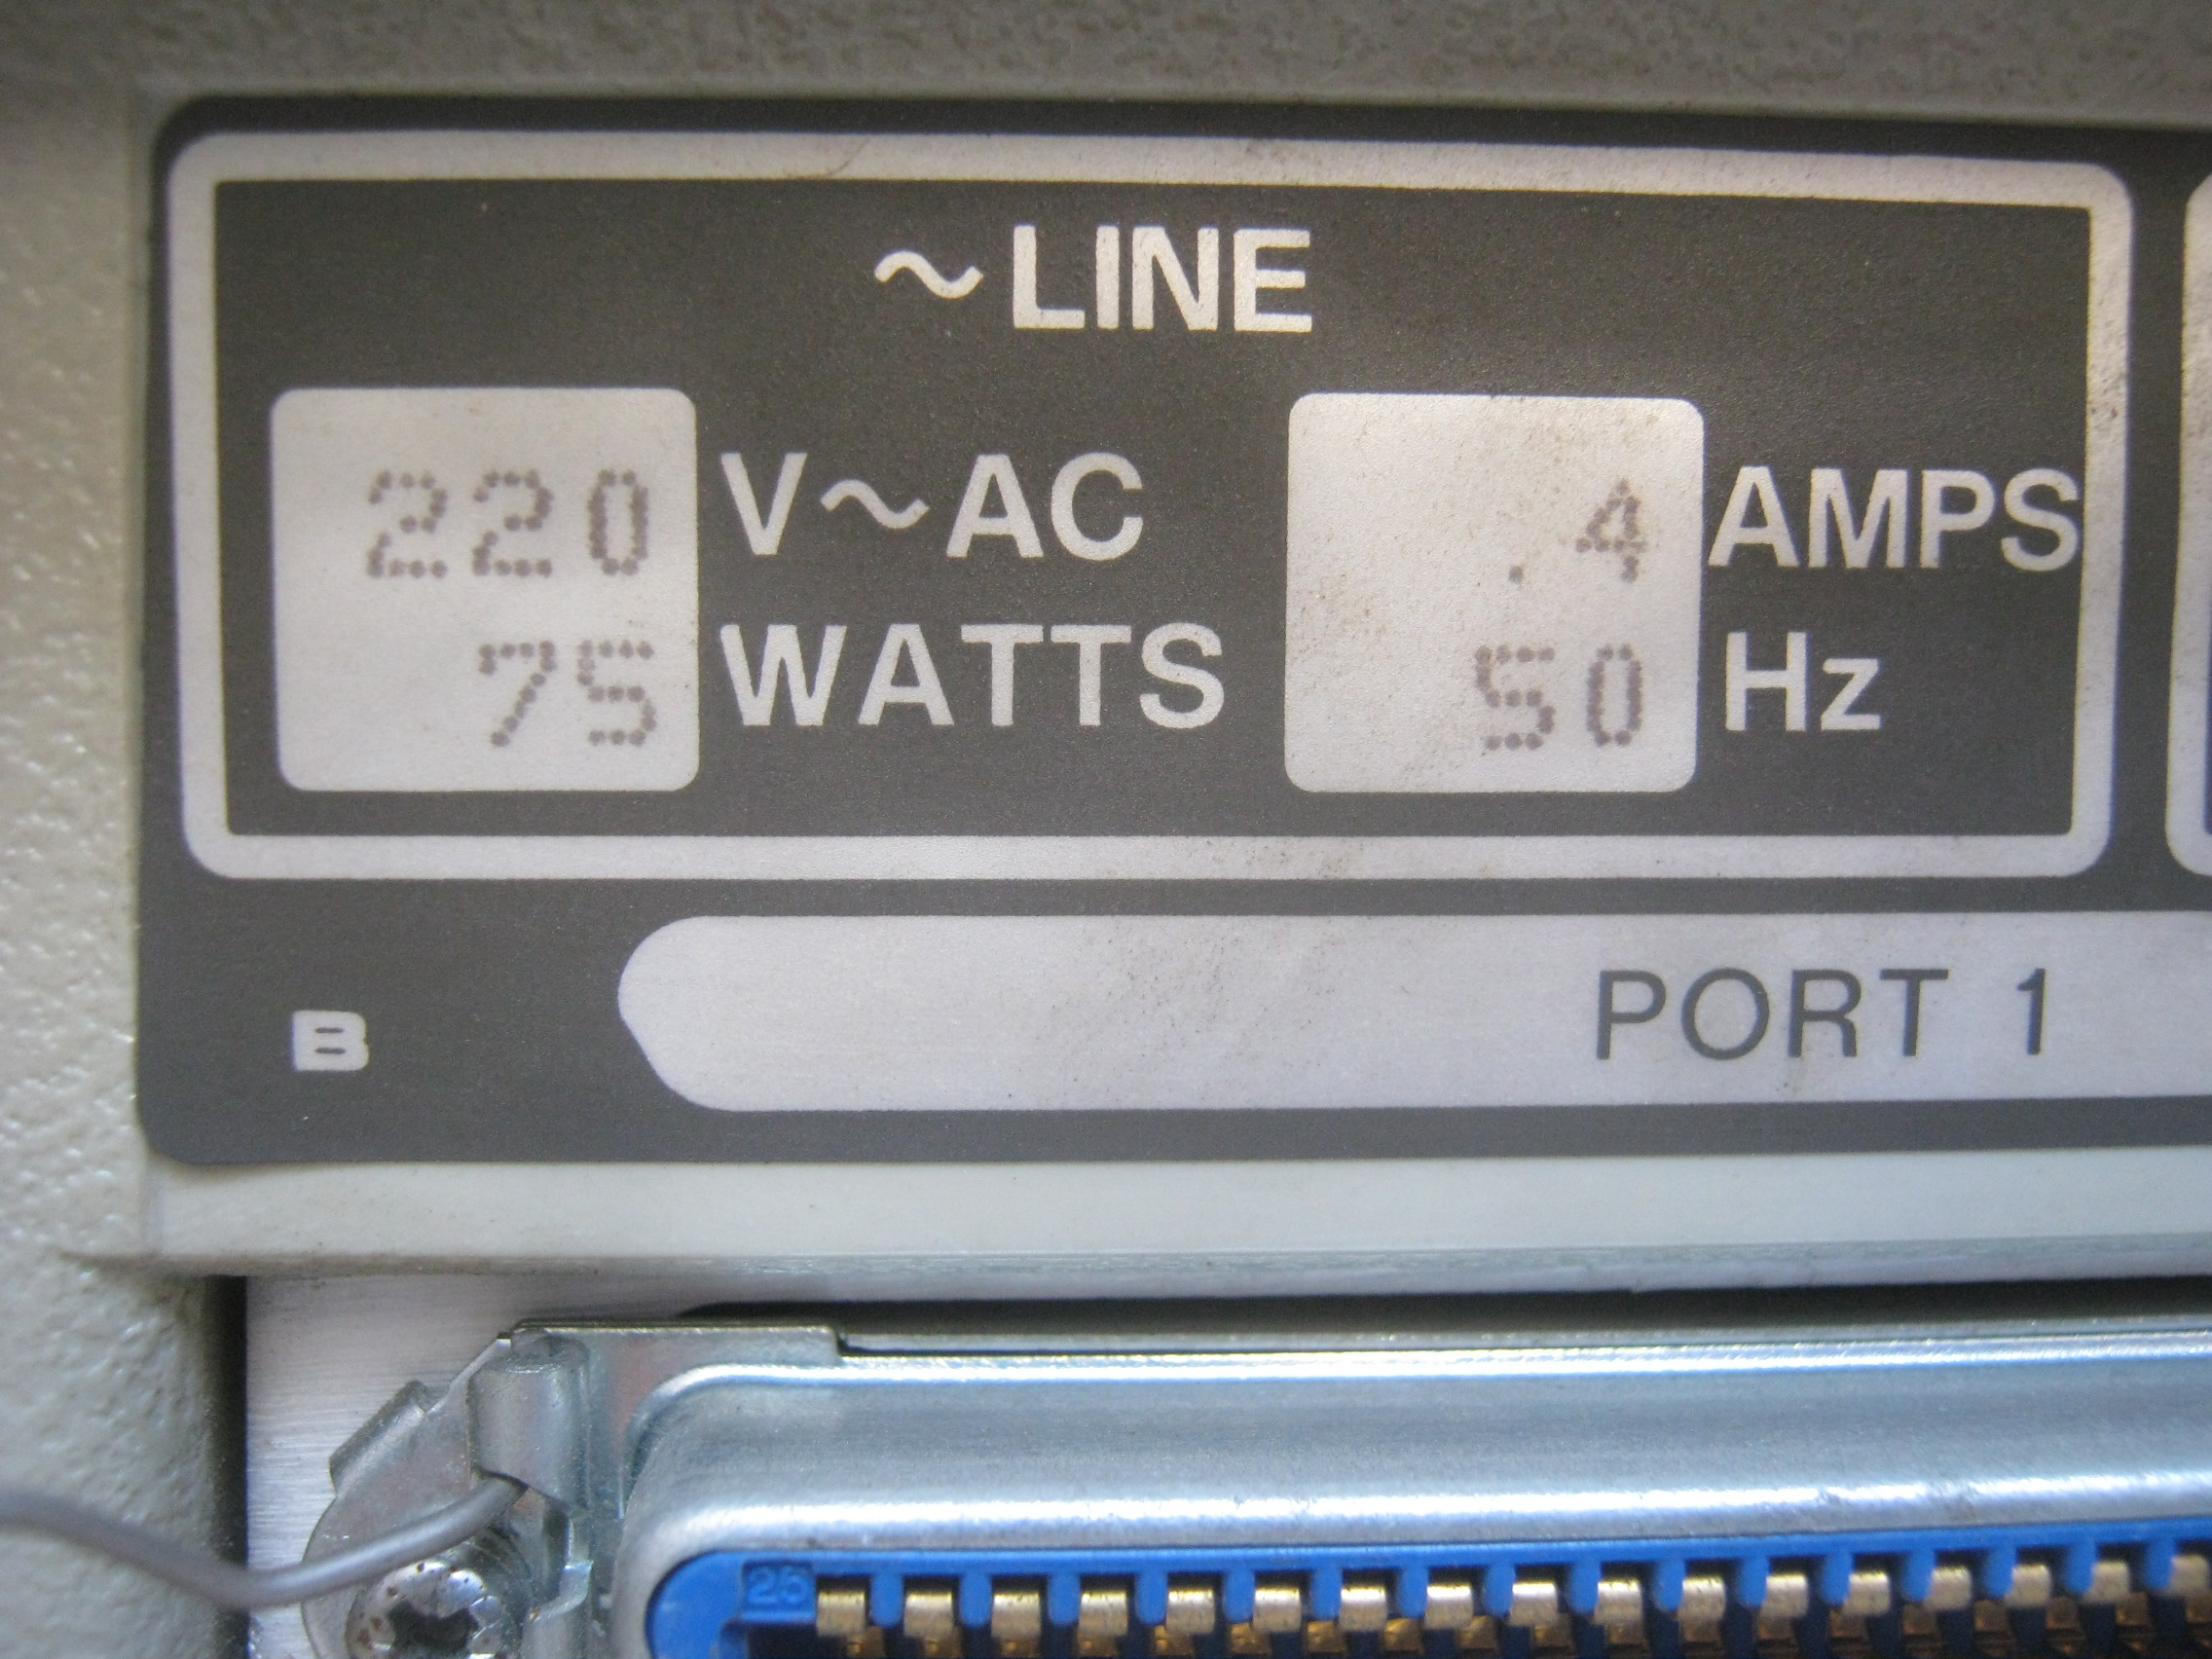 ~LINE
220 V~AC .4 AMPS
75 WATTS 50 Hz
B PORT 1
25